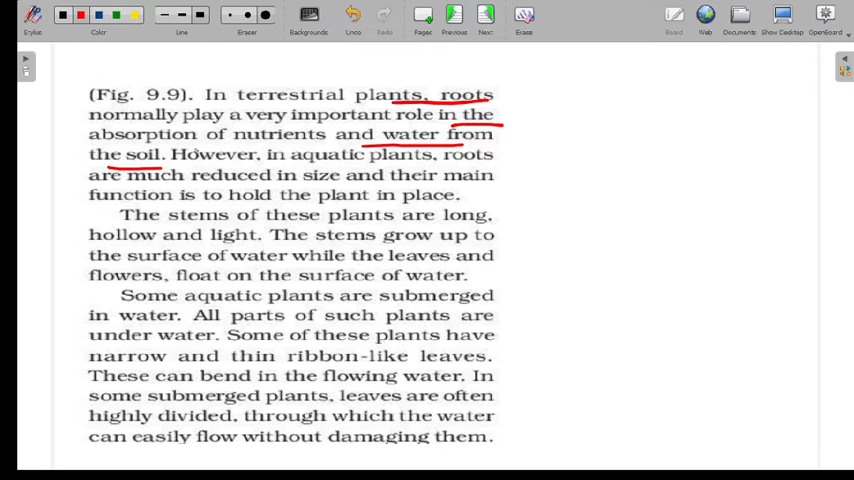 Stylus
Color
Line
Eraser
Backgrounds
Undo
Redo
Pages
Previous
Next
Erase
Board
Web
Documents
Show Desktop
OpenBoard
(Fig. 9.9). In terrestrial plants, roots
normally play a very important role in the
absorption of nutrients and water from
the soil. However, in aquatic plants, roots
are much reduced in size and their main
function is to hold the plant in place.
The stems of these plants are long,
hollow and light. The stems grow up to
the surface of water while the leaves and
flowers, float on the surface of water.
Some aquatic plants are submerged
in water. All parts of such plants are
under water. Some of these plants have
narrow and thin ribbon-like leaves.
These can bend in the flowing water. In
some submerged plants, leaves are often
highly divided, through which the water
can easily flow without damaging them.